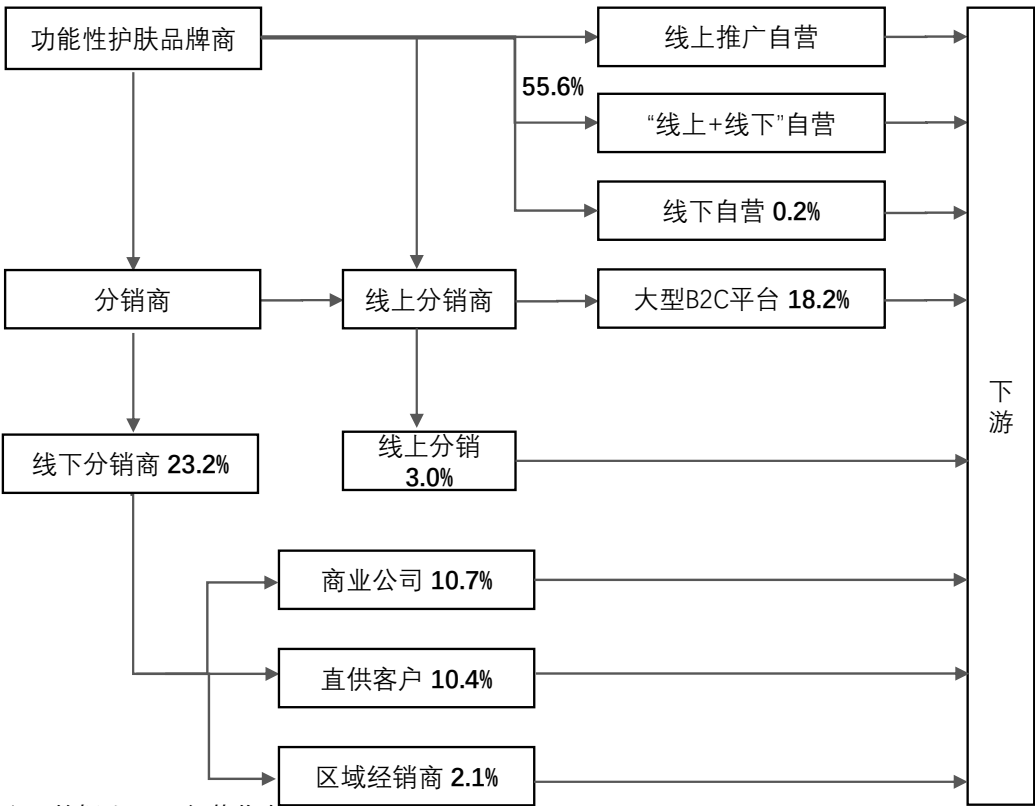 功能性护肤品牌商
线上推广自营
55.6%
“线上+线下”自营
线下自营 0.2%
分销商
线上分销商
大型B2C平台 18.2%
下
游
线下分销商 23.2%
线上分销
3.0%
商业公司 10.7%
直供客户 10.4%
区域经销商 2.1%